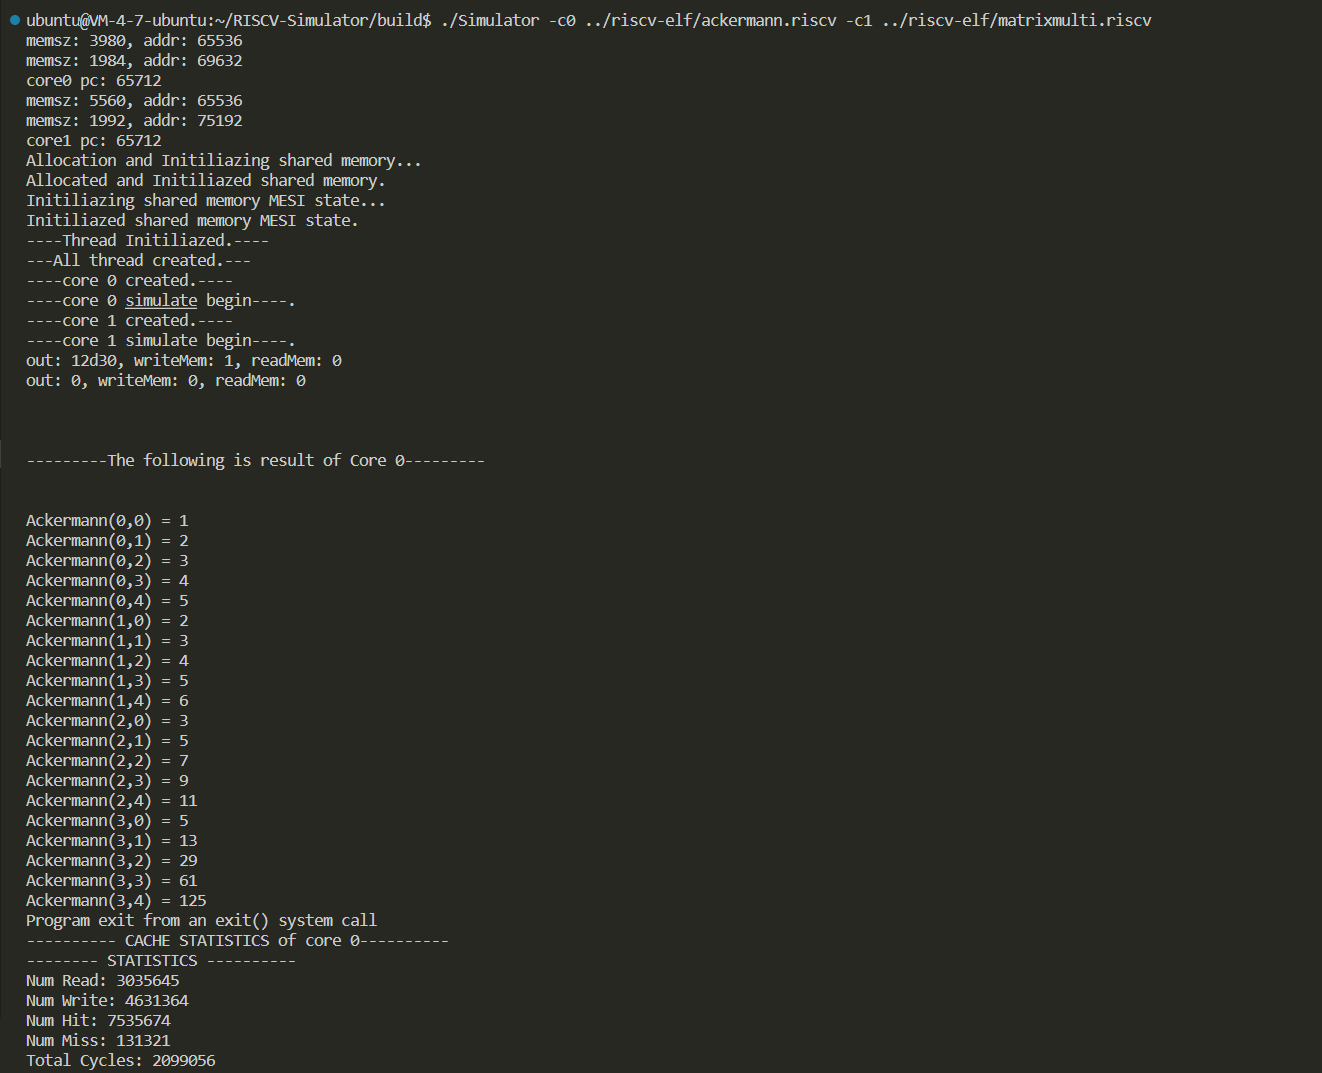 ubuntu@VM-4-7-ubuntu:~/RISCV-Simulator/build$ ./Simulator -c0 ../riscv-elf/ackermann.riscv -c1 ../riscv-elf/matrixmulti.riscv
memsz: 3980, addr: 65536
memsz: 1984, addr: 69632
core0 pc: 65712
memsz: 5560, addr: 65536
memsz: 1992, addr: 75192
core1 pc: 65712
Allocation and Initiliazing shared memory...
Allocated and Initiliazed shared memory.
Initiliazing shared memory MESI state...
Initiliazed shared memory MESI state.
----Thread Initiliazed.----
---All thread created.---
----core 0 created.----
----core 0 simulate begin----.
----core 1 created.----
----core 1 simulate begin----.
out: 12d30, writeMem: 1, readMem: 0
out: 0, writeMem: 0, readMem: 0
---------The following is result of Core 0---------
Ackermann(0,0) = 1
Ackermann(0,1) = 2
Ackermann(0,2) = 3
Ackermann(0,3) = 4
Ackermann(0,4) = 5
Ackermann(1,0) = 2
Ackermann(1,1) = 3
Ackermann(1,2) = 4
Ackermann(1,3) = 5
Ackermann(1,4) = 6
Ackermann(2,0) = 3
Ackermann(2,1) = 5
Ackermann(2,2) = 7
Ackermann(2,3) = 9
Ackermann(2,4) = 11
Ackermann(3,0) = 5
Ackermann(3,1) = 13
Ackermann(3,2) = 29
Ackermann(3,3) = 61
Ackermann(3,4) = 125
Program exit from an exit() system call
---------- CACHE STATISTICS of core 0----------
-------- STATISTICS ----------
Num Read: 3035645
Num Write: 4631364
Num Hit: 7535674
Num Miss: 131321
Total Cycles: 2099056